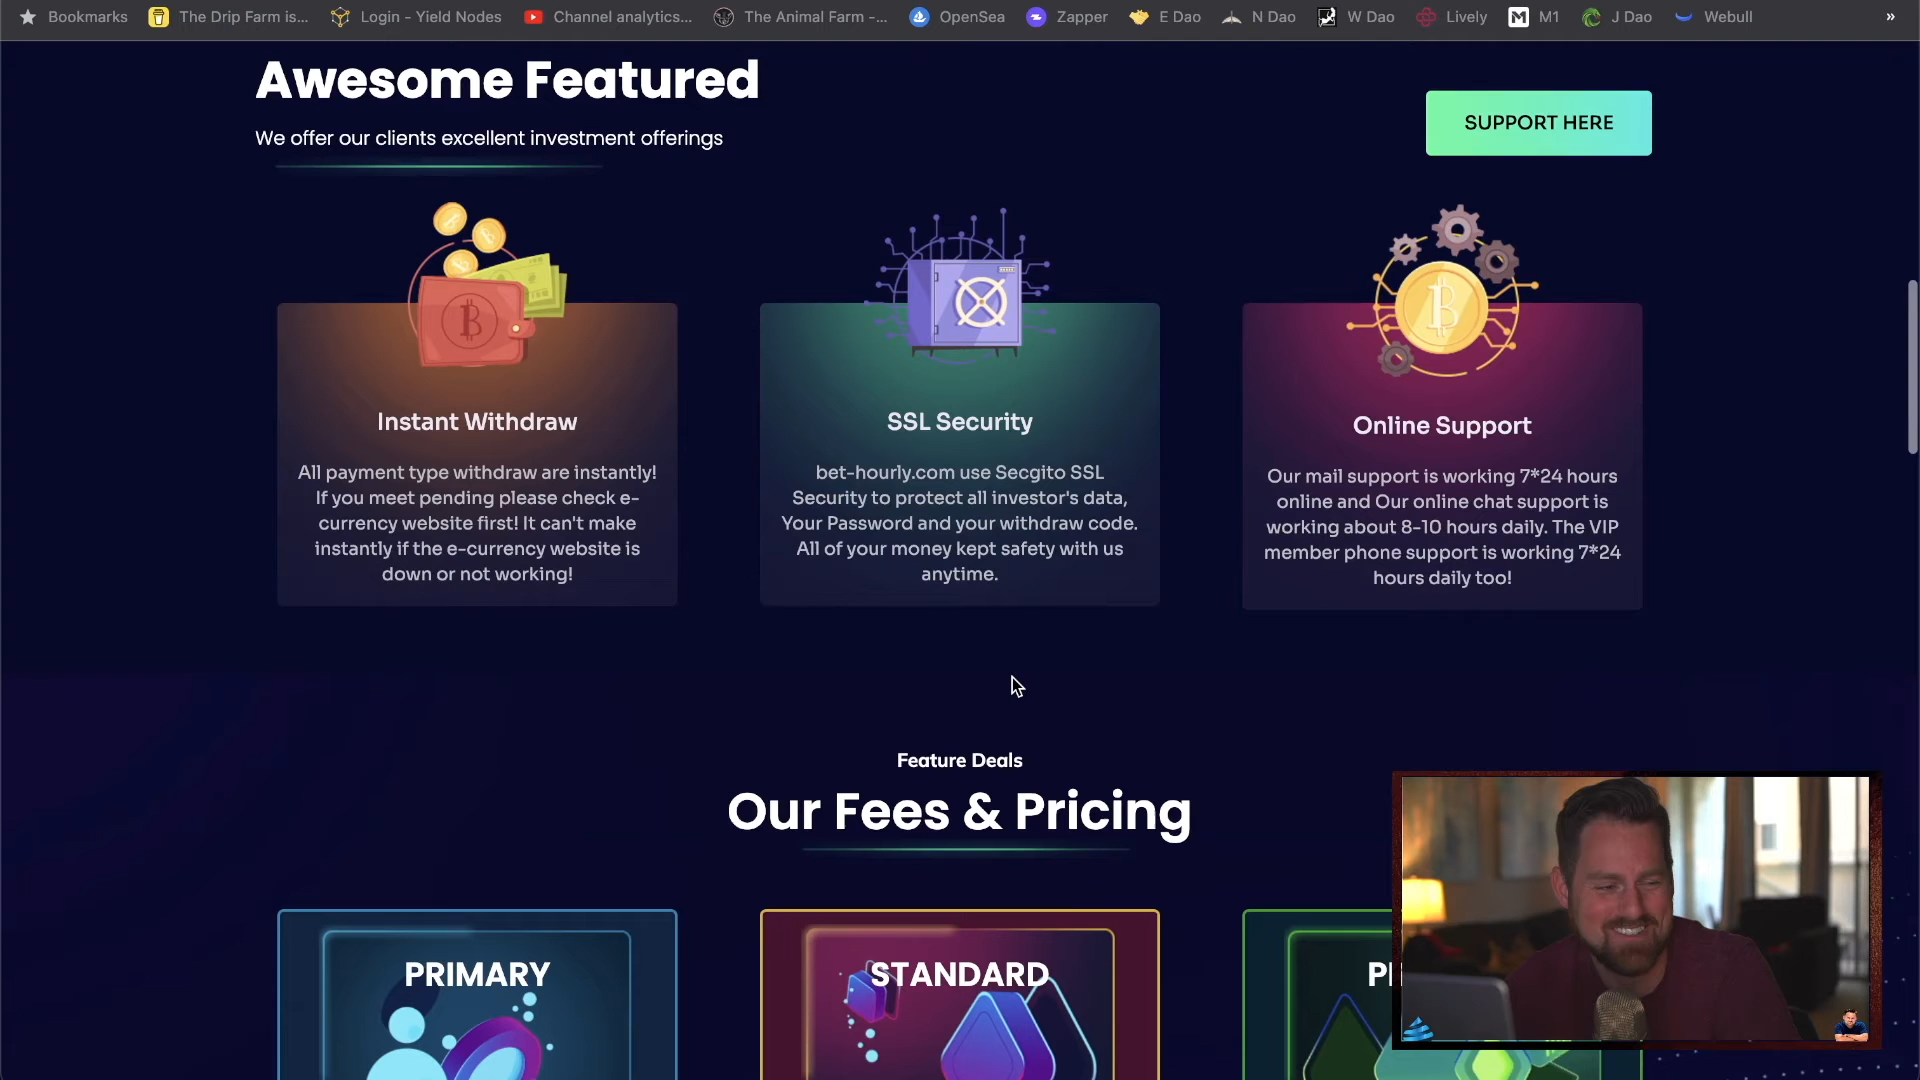 Bookmarks
The Drip Farm is...
Login - Yield Nodes
Channel analytics...
The Animal Farm -...
OpenSea
Zapper
E Dao
N Dao
W Dao
Lively
M1
J Dao
Webull
»
Awesome Featured
We offer our clients excellent investment offerings
SUPPORT HERE
Instant Withdraw
All payment type withdraw are instantly!
If you meet pending please check e-
currency website first! It can't make
instantly if the e-currency website is
down or not working!
SSL Security
bet-hourly.com use Secgito SSL
Security to protect all investor's data,
Your Password and your withdraw code.
All of your money kept safety with us
anytime.
Online Support
Our mail support is working 7*24 hours
online and Our online chat support is
working about 8-10 hours daily. The VIP
member phone support is working 7*24
hours daily too!
Feature Deals
Our Fees & Pricing
PRIMARY
STANDARD